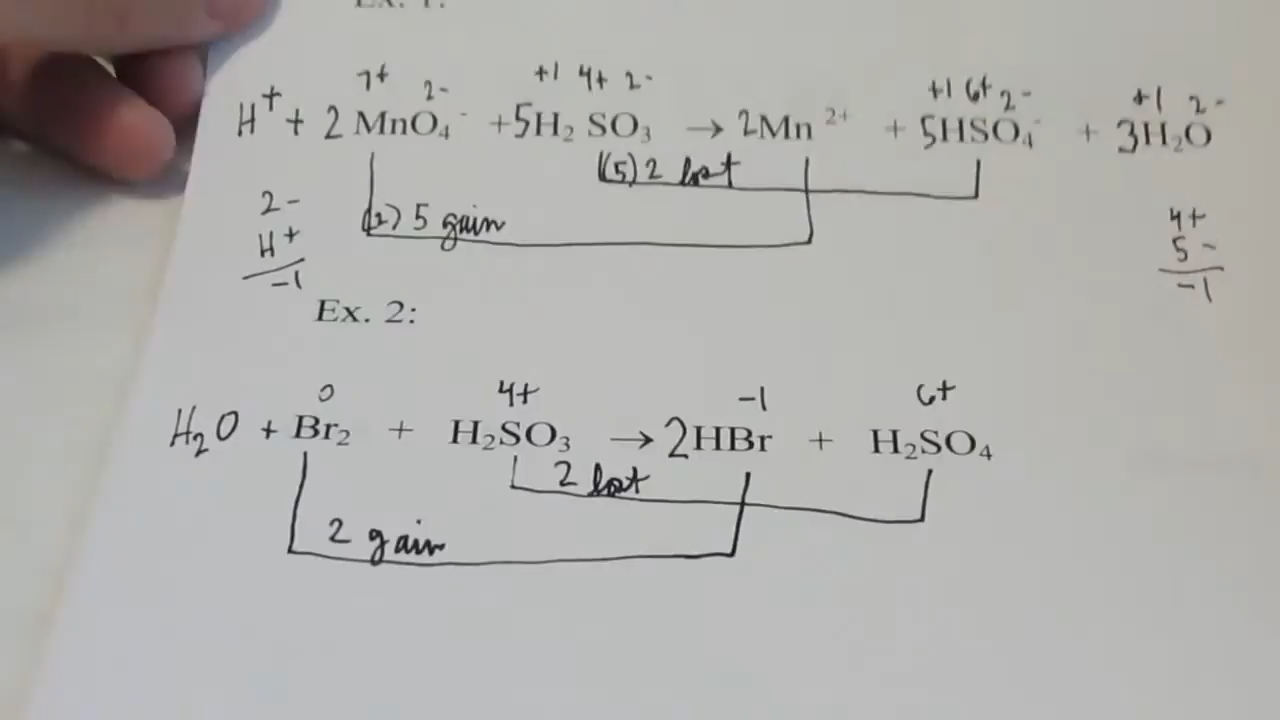 Ex. 1:
7+ 2- +1 4+ 2- +1 6+ 2- +1 2-
H⁺ + 2 MnO₄⁻ + 5H₂ SO₃ → 2Mn ²⁺ + 5HSO₄⁻ + 3H₂O
(5) 2 lost
(2) 5 gain
2-
H+
-1
4+
5-
-1
Ex. 2:
0 4+ -1 6+
H₂O + Br₂ + H₂SO₃ → 2HBr + H₂SO₄
2 lost
2 gain